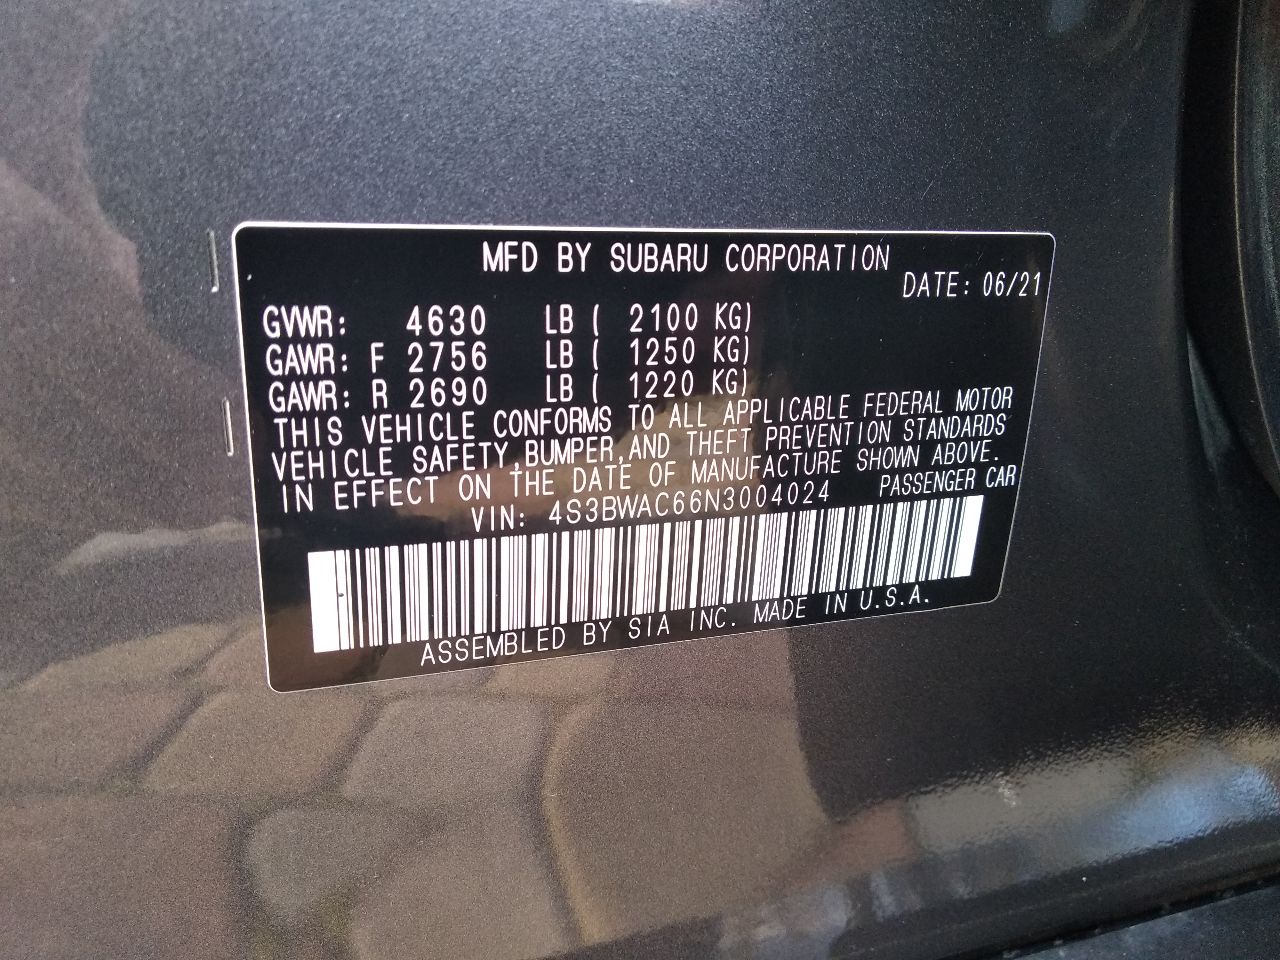 MFD BY SUBARU CORPORATION
DATE: 06/21
GVWR: 4630 LB ( 2100 KG)
GAWR: F 2756 LB ( 1250 KG)
GAWR: R 2690 LB ( 1220 KG)
THIS VEHICLE CONFORMS TO ALL APPLICABLE FEDERAL MOTOR
VEHICLE SAFETY,BUMPER,AND THEFT PREVENTION STANDARDS
IN EFFECT ON THE DATE OF MANUFACTURE SHOWN ABOVE.
VIN: 4S3BWAC66N3004024 PASSENGER CAR
ASSEMBLED BY SIA INC. MADE IN U.S.A.